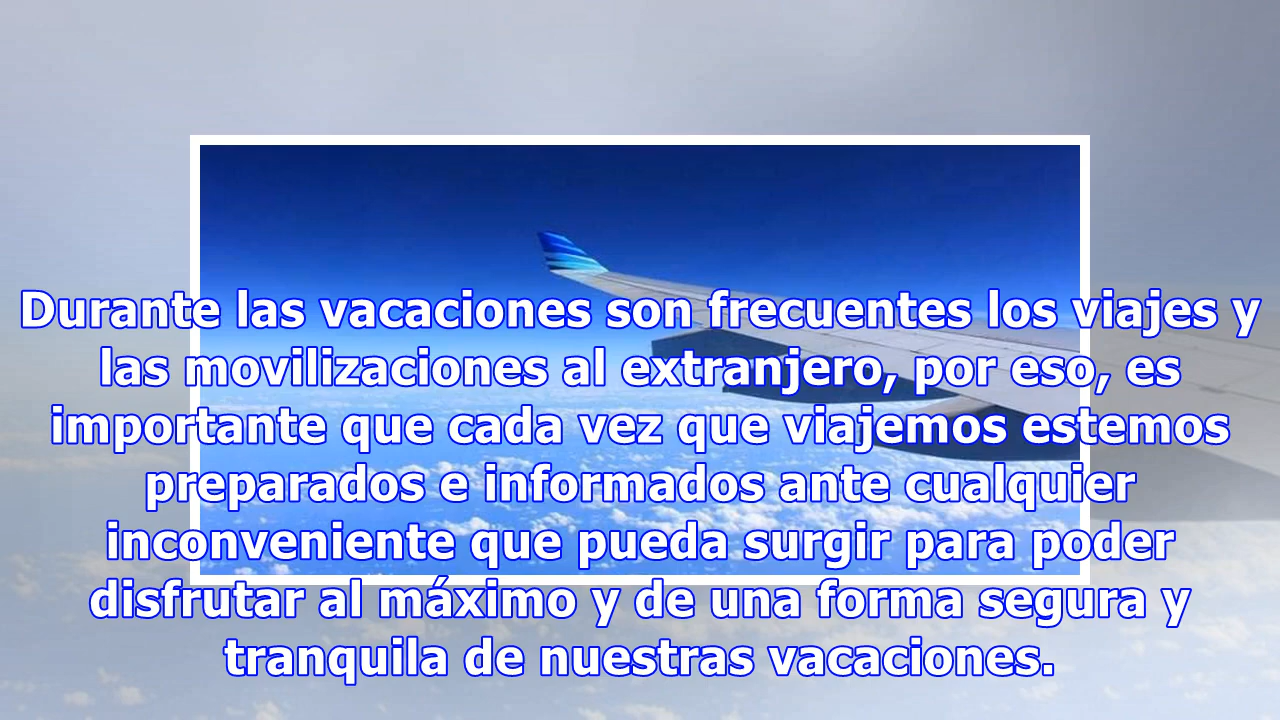 Durante las vacaciones son frecuentes los viajes y
las movilizaciones al extranjero, por eso, es
importante que cada vez que viajemos estemos
preparados e informados ante cualquier
inconveniente que pueda surgir para poder
disfrutar al máximo y de una forma segura y
tranquila de nuestras vacaciones.